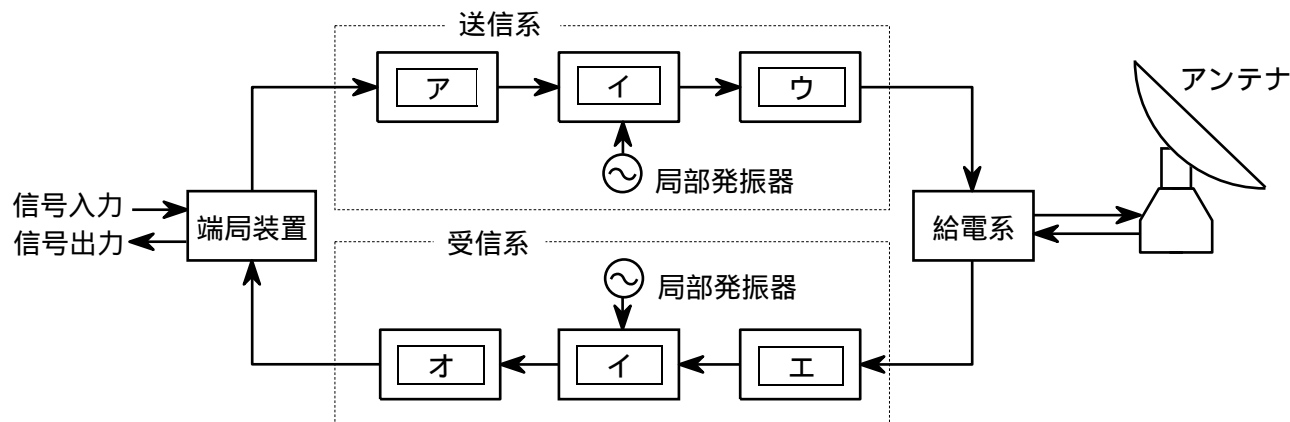 送信系
ア
イ
ウ
局部発振器
アンテナ
信号入力
信号出力
端局装置
給電系
受信系
局部発振器
オ
イ
エ